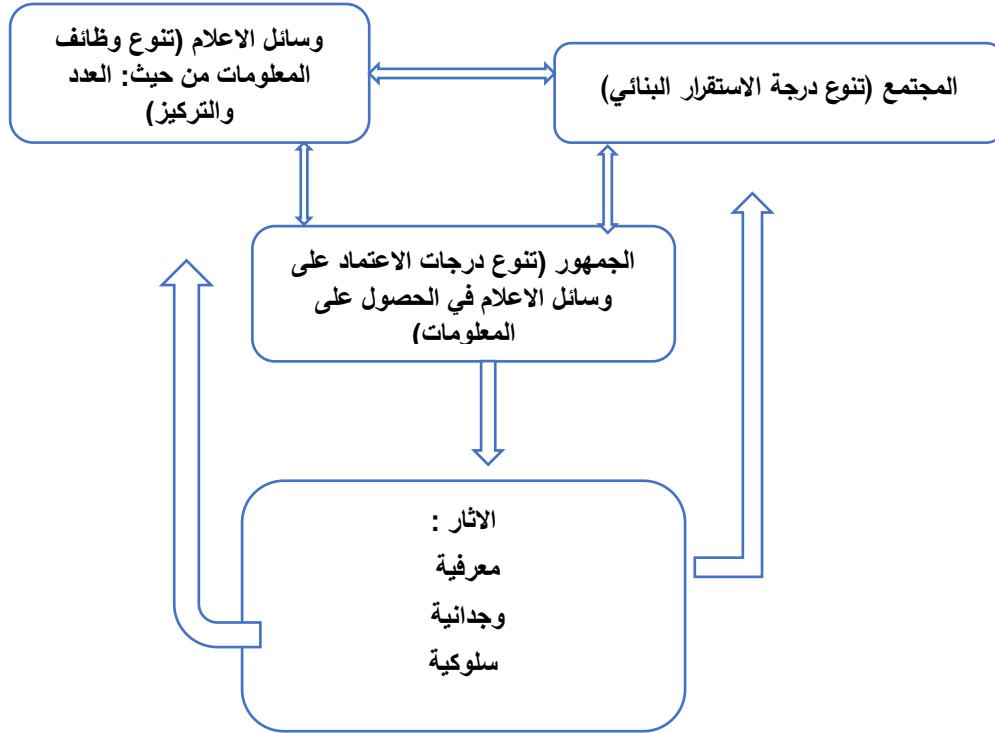 وسائل الاعلام (تنوع وظائف
المعلومات من حيث: العدد
والتركيز)
المجتمع (تنوع درجة الاستقرار البنائي)
الجمهور (تنوع درجات الاعتماد على
وسائل الاعلام في الحصول على
المعلومات)
الاثار :
معرفية
وجدانية
سلوكية